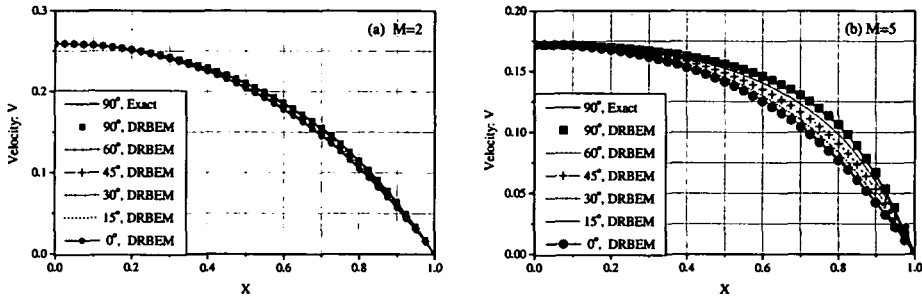 (a) M=2
Velocity: V
0.3
0.2
0.1
0.0
90°, Exact
90°, DRBEM
60°, DRBEM
45°, DRBEM
30°, DRBEM
15°, DRBEM
0°, DRBEM
0.0 0.2 0.4 0.6 0.8 1.0
X
(b) M=5
Velocity: V
0.20
0.15
0.10
0.05
0.00
90°, Exact
90°, DRBEM
60°, DRBEM
45°, DRBEM
30°, DRBEM
15°, DRBEM
0°, DRBEM
0.0 0.2 0.4 0.6 0.8 1.0
X